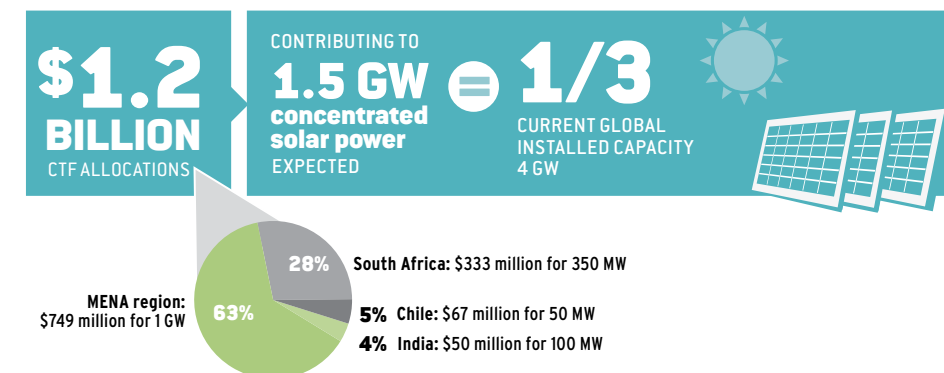 $1.2
BILLION
CTF ALLOCATIONS
CONTRIBUTING TO
1.5 GW
concentrated
solar power
EXPECTED
=
1/3
CURRENT GLOBAL
INSTALLED CAPACITY
4 GW
28%
South Africa: $333 million for 350 MW
MENA region:
$749 million for 1 GW
63%
5% Chile: $67 million for 50 MW
4% India: $50 million for 100 MW